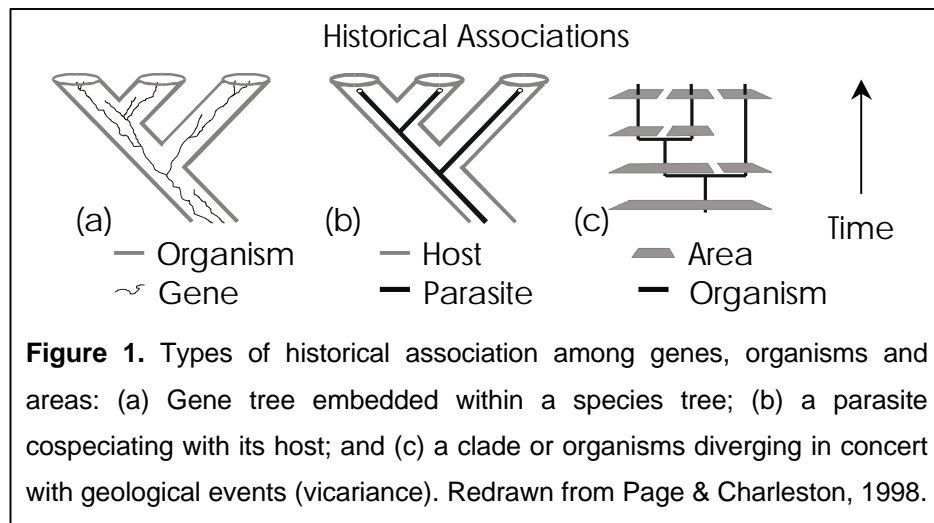 Historical Associations
(a) (b) (c) Time
Organism Host Area
Gene Parasite Organism
Figure 1. Types of historical association among genes, organisms and
areas: (a) Gene tree embedded within a species tree; (b) a parasite
cospeciating with its host; and (c) a clade or organisms diverging in concert
with geological events (vicariance). Redrawn from Page & Charleston, 1998.